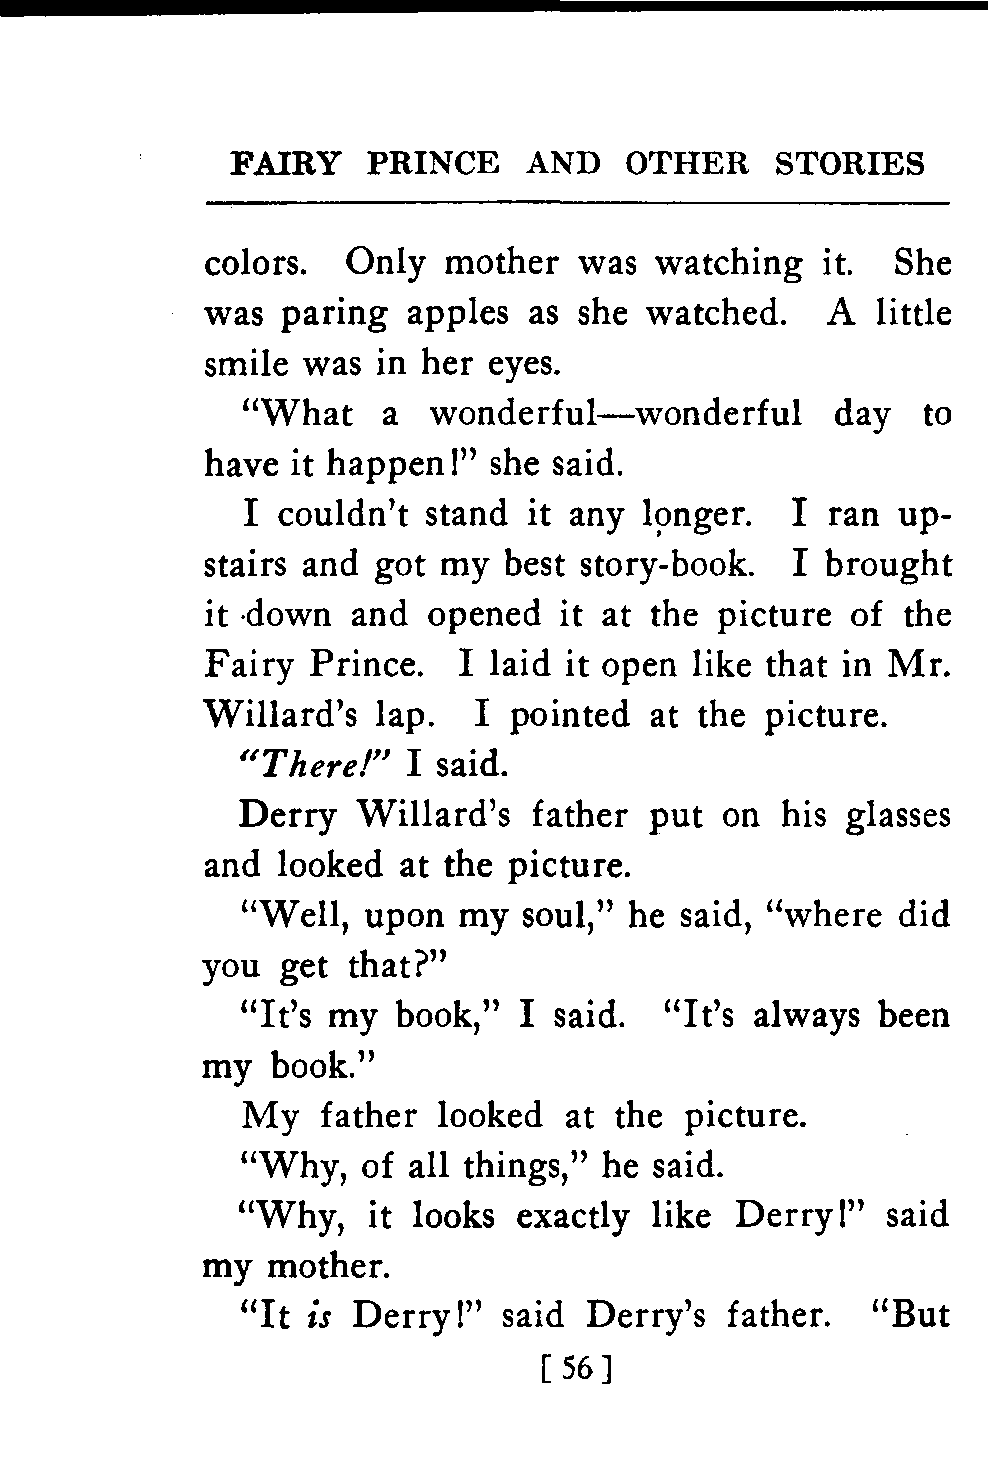 FAIRY PRINCE AND OTHER STORIES
colors. Only mother was watching it. She
was paring apples as she watched. A little
smile was in her eyes.
“What a wonderful—wonderful day to
have it happen!” she said.
I couldn't stand it any longer. I ran up-
stairs and got my best story-book. I brought
it down and opened it at the picture of the
Fairy Prince. I laid it open like that in Mr.
Willard's lap. I pointed at the picture.
“There!” I said.
Derry Willard's father put on his glasses
and looked at the picture.
“Well, upon my soul,” he said, “where did
you get that?”
“It's my book,” I said. “It's always been
my book.”
My father looked at the picture.
“Why, of all things,” he said.
“Why, it looks exactly like Derry!” said
my mother.
“It is Derry!” said Derry's father. “But
[ 56 ]